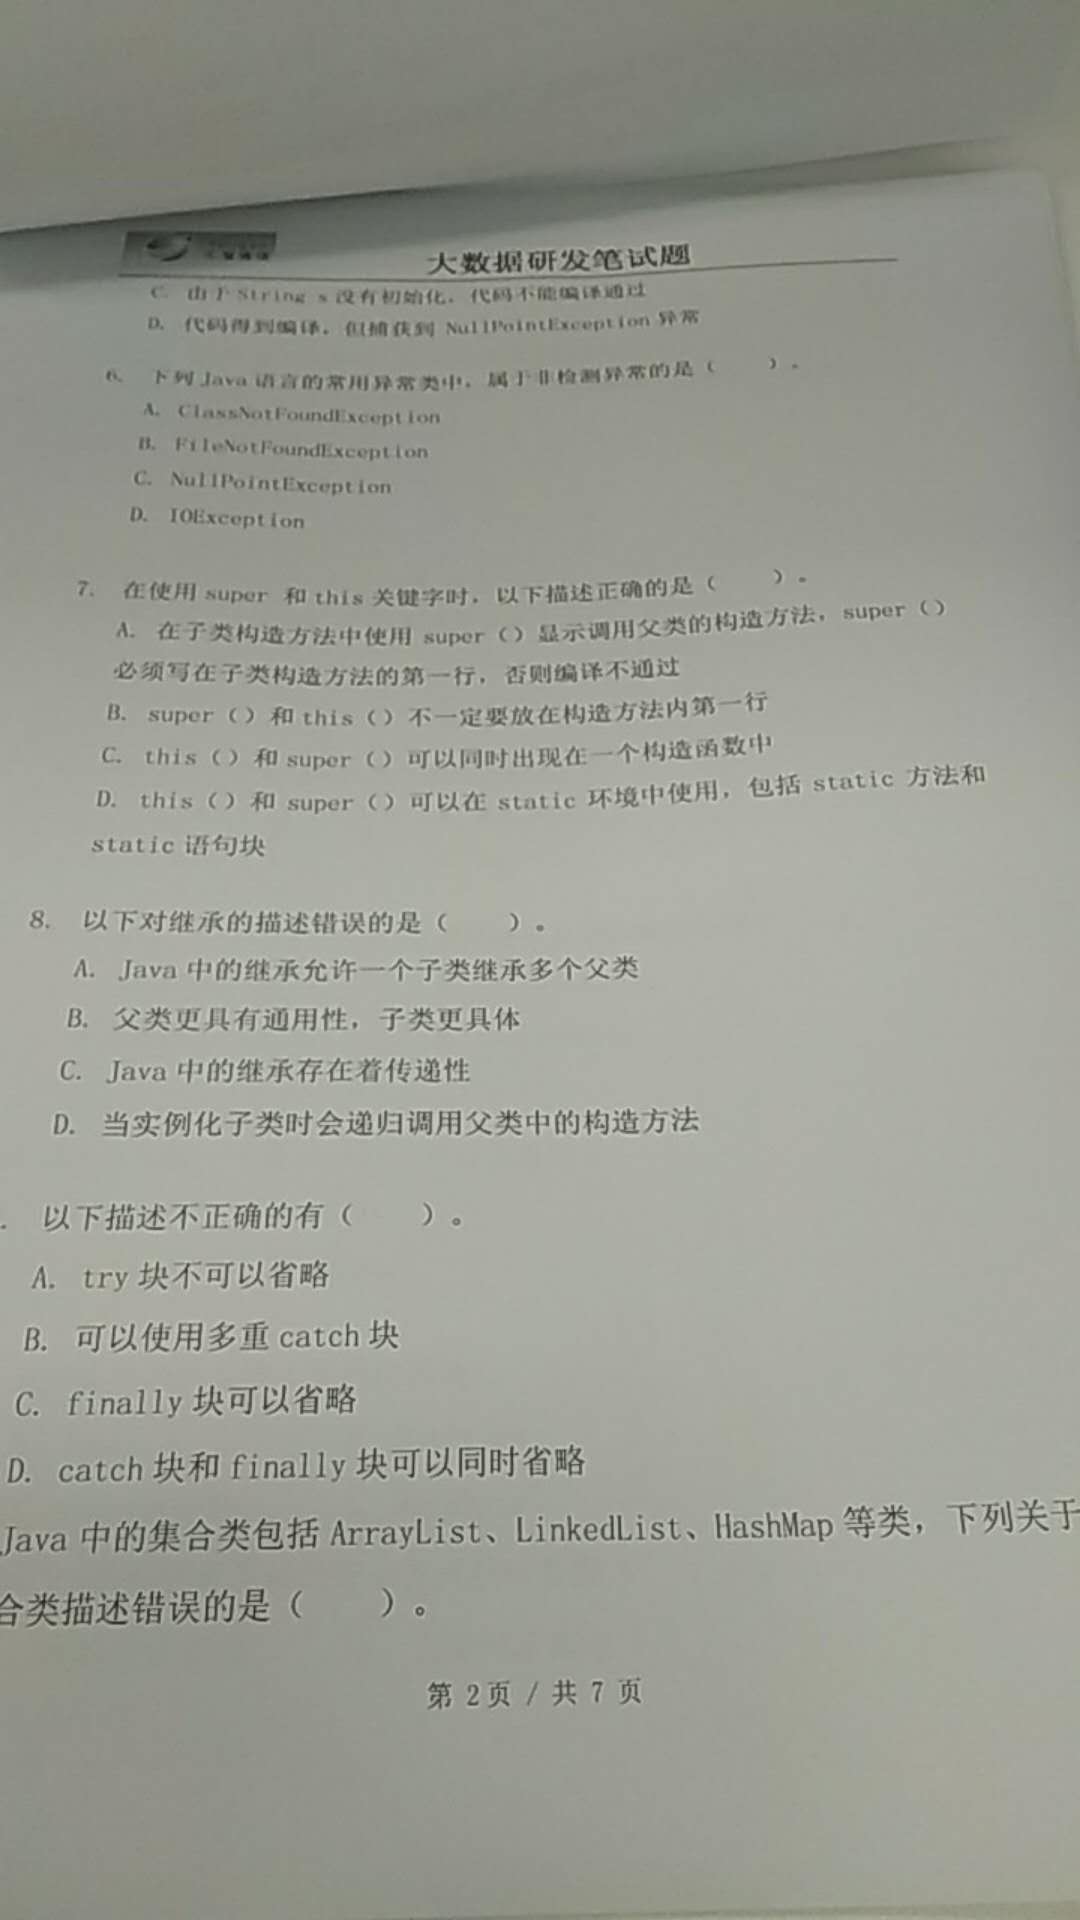 大数据研发笔试题
C. 由于 String s 没有初始化，代码不能编译通过
D. 代码得到编译，但捕获到 NullPointException 异常
6. 下列 Java 语言的常用异常类中，属于非检测异常的是（ ）。
A. ClassNotFoundException
B. FileNotFoundException
C. NullPointException
D. IOException
7. 在使用 super 和 this 关键字时，以下描述正确的是（ ）。
A. 在子类构造方法中使用 super（）显示调用父类的构造方法，super（）
必须写在子类构造方法的第一行，否则编译不通过
B. super（）和 this（）不一定要放在构造方法内第一行
C. this（）和 super（）可以同时出现在一个构造函数中
D. this（）和 super（）可以在 static 环境中使用，包括 static 方法和
static 语句块
8. 以下对继承的描述错误的是（ ）。
A. Java 中的继承允许一个子类继承多个父类
B. 父类更具有通用性，子类更具体
C. Java 中的继承存在着传递性
D. 当实例化子类时会递归调用父类中的构造方法
. 以下描述不正确的有（ ）。
A. try 块不可以省略
B. 可以使用多重 catch 块
C. finally 块可以省略
D. catch 块和 finally 块可以同时省略
Java 中的集合类包括 ArrayList、LinkedList、HashMap 等类，下列关于
合类描述错误的是（ ）。
第 2页 / 共 7 页